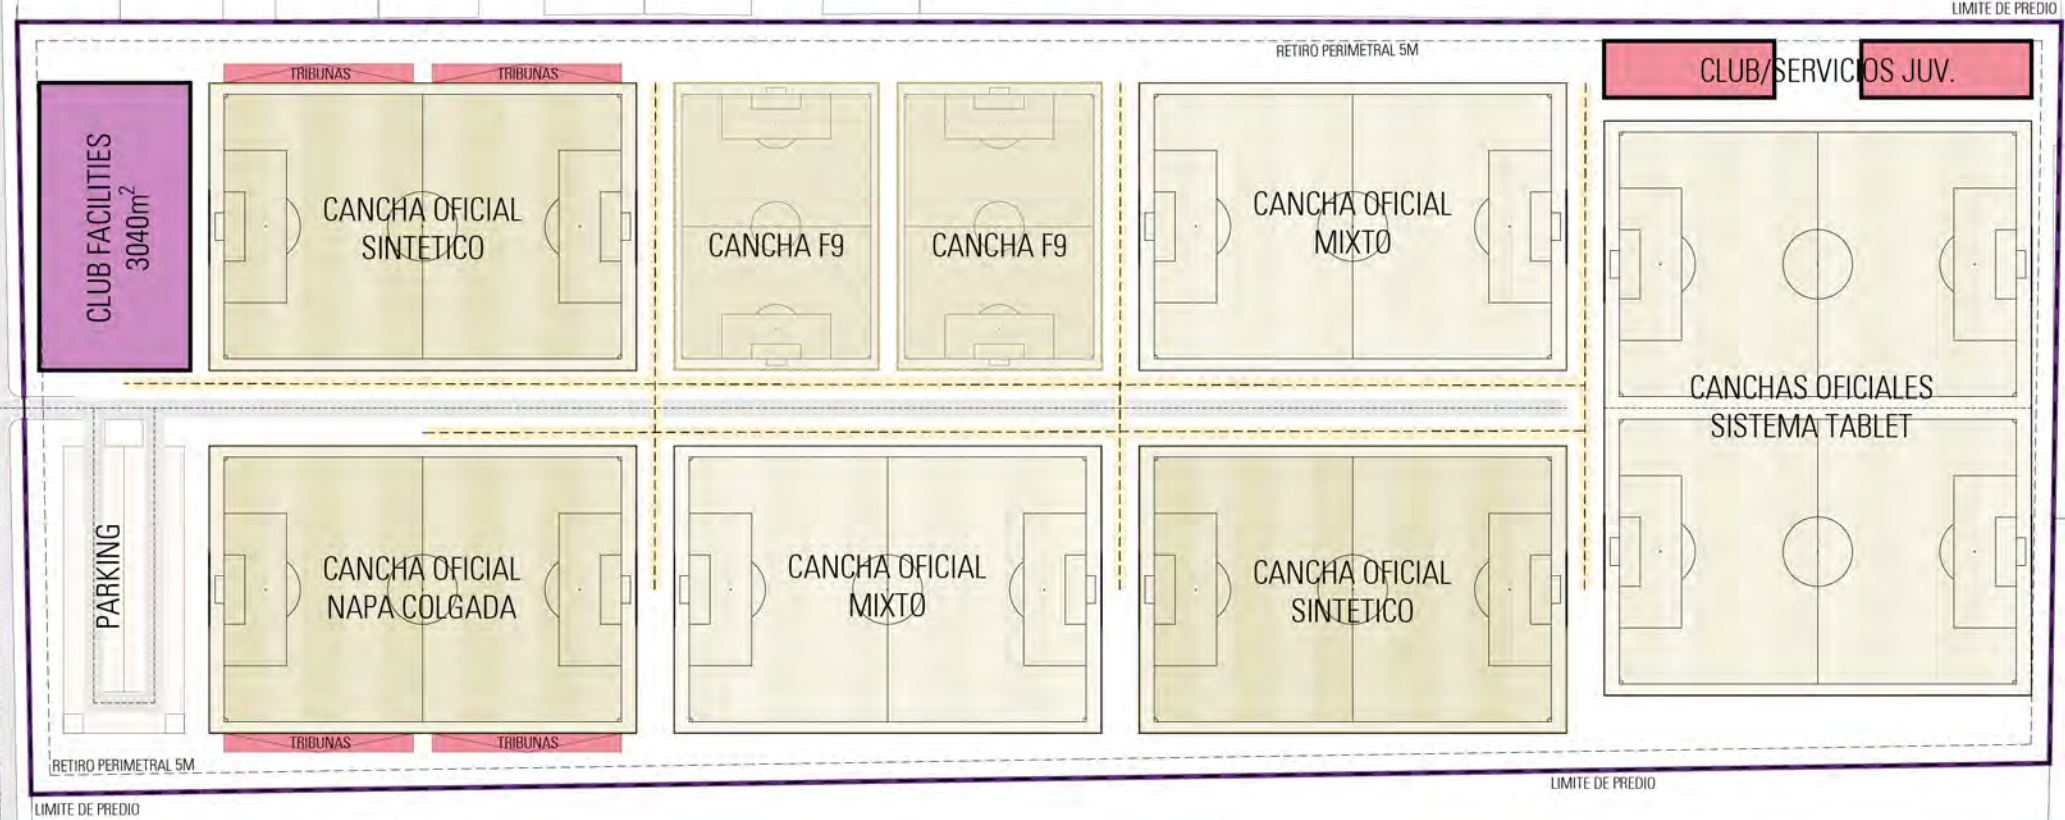 LIMITE DE PREDIO
RETIRO PERIMETRAL 5M
CLUB/SERVICIOS JUV.
TRIBUNAS
TRIBUNAS
CLUB FACILITIES
3040m²
CANCHA OFICIAL
SINTETICO
CANCHA F9
CANCHA F9
CANCHA OFICIAL
MIXTO
CANCHAS OFICIALES
SISTEMA TABLET
PARKING
CANCHA OFICIAL
NAPA COLGADA
CANCHA OFICIAL
MIXTO
CANCHA OFICIAL
SINTETICO
TRIBUNAS
TRIBUNAS
RETIRO PERIMETRAL 5M
LIMITE DE PREDIO
LIMITE DE PREDIO